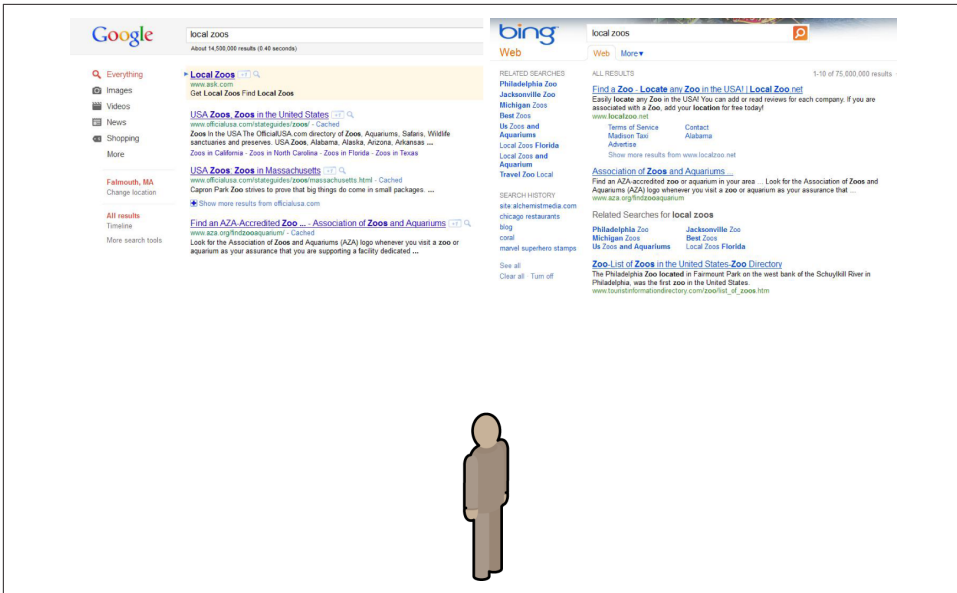 Google
local zoos
About 14,500,000 results (0.40 seconds)
Everything
Images
Videos
News
Shopping
More
Falmouth, MA
Change location
All results
Timeline
More search tools
Local Zoos +1
www.ask.com
Get Local Zoos Find Local Zoos
USA Zoos, Zoos in the United States +1
www.officialusa.com/stateguides/zoos/ - Cached
Zoos In the USA The OfficialUSA.com directory of Zoos, Aquariums, Safaris, Wildlife
sanctuaries and preserves. USA Zoos, Alabama, Alaska, Arizona, Arkansas ...
Zoos in California - Zoos in North Carolina - Zoos in Florida - Zoos in Texas
USA Zoos: Zoos in Massachusetts +1
www.officialusa.com/stateguides/zoos/massachusetts.html - Cached
Capron Park Zoo strives to prove that big things do come in small packages. ...
Show more results from officialusa.com
Find an AZA-Accredited Zoo ... - Association of Zoos and Aquariums +1
www.aza.org/findzooaquarium/ - Cached
Look for the Association of Zoos and Aquariums (AZA) logo whenever you visit a zoo or
aquarium as your assurance that you are supporting a facility dedicated ...
bing
local zoos
Web
Web More▾
RELATED SEARCHES
Philadelphia Zoo
Jacksonville Zoo
Michigan Zoos
Best Zoos
Us Zoos and
Aquariums
Local Zoos Florida
Local Zoos and
Aquarium
Travel Zoo Local
SEARCH HISTORY
site:alchemistmedia.com
chicago restaurants
blog
coral
marvel superhero stamps
See all
Clear all · Turn off
ALL RESULTS 1-10 of 75,000,000 results
Find a Zoo - Locate any Zoo in the USA! | Local Zoo.net
Easily locate any Zoo in the USA! You can add or read reviews for each company. If you are
associated with a Zoo, add your location for free today!
www.localzoo.net
Terms of Service Contact
Madison Taxi Alabama
Advertise
Show more results from www.localzoo.net
Association of Zoos and Aquariums ...
Find an AZA-accredited zoo or aquarium in your area ... Look for the Association of Zoos and
Aquariums (AZA) logo whenever you visit a zoo or aquarium as your assurance that ...
www.aza.org/findzooaquarium
Related Searches for local zoos
Philadelphia Zoo Jacksonville Zoo
Michigan Zoos Best Zoos
Us Zoos and Aquariums Local Zoos Florida
Zoo-List of Zoos in the United States-Zoo Directory
The Philadelphia Zoo located in Fairmount Park on the west bank of the Schuylkill River in
Philadelphia, was the first zoo in the United States.
www.touristinformationdirectory.com/zoo/list_of_zoos.htm